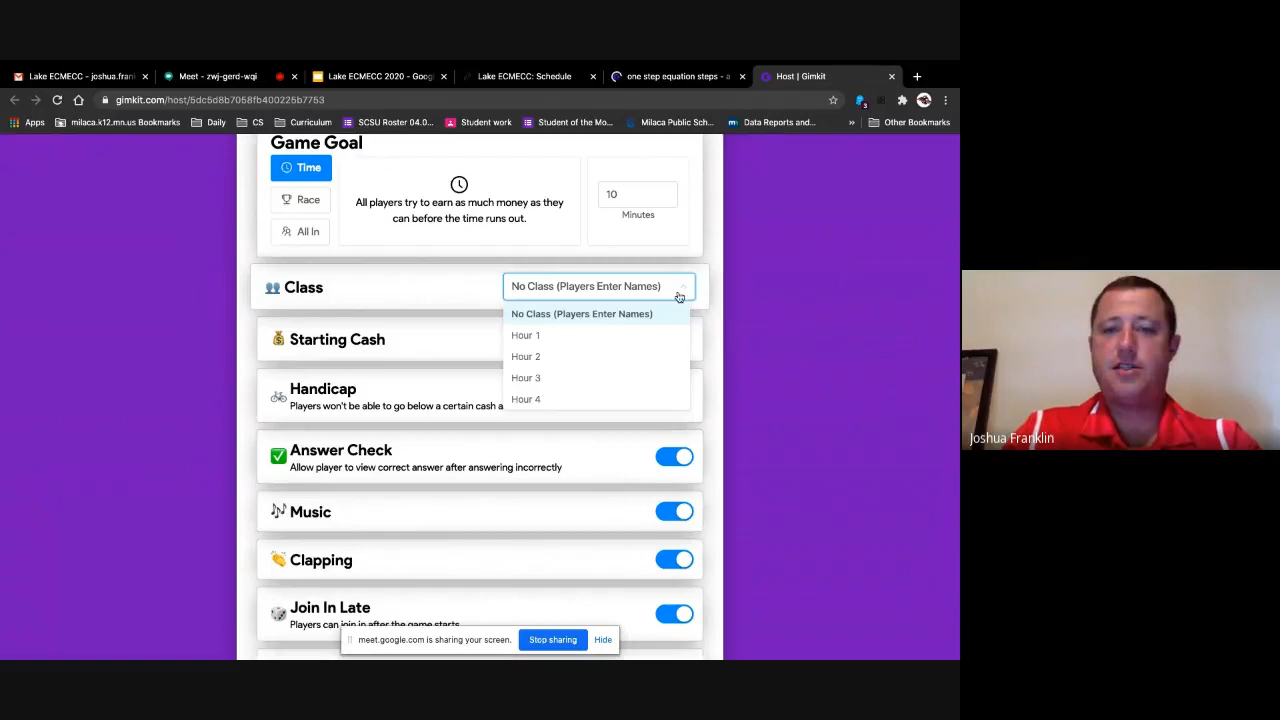 Lake ECMECC - joshua.fran
Meet - zwj-gerd-wqi
Lake ECMECC 2020 - Goog
Lake ECMECC: Schedule
one step equation steps - a
Host | Gimkit
gimkit.com/host/5dc6d8b7058fb400225b7753
Apps
milaca.k12.mn.us Bookmarks
Daily
CS
Curriculum
SCSU Roster 04.0...
Student work
Student of the Mo...
Milaca Public Sch...
Data Reports and...
Other Bookmarks
Game Goal
Time
Race
All In
All players try to earn as much money as they
can before the time runs out.
10
Minutes
Class
No Class (Players Enter Names)
No Class (Players Enter Names)
Hour 1
Hour 2
Hour 3
Hour 4
Starting Cash
Handicap
Players won't be able to go below a certain cash a
Answer Check
Allow player to view correct answer after answering incorrectly
Music
Clapping
Join In Late
Players can join in after the game starts
meet.google.com is sharing your screen.
Stop sharing
Hide
Joshua Franklin